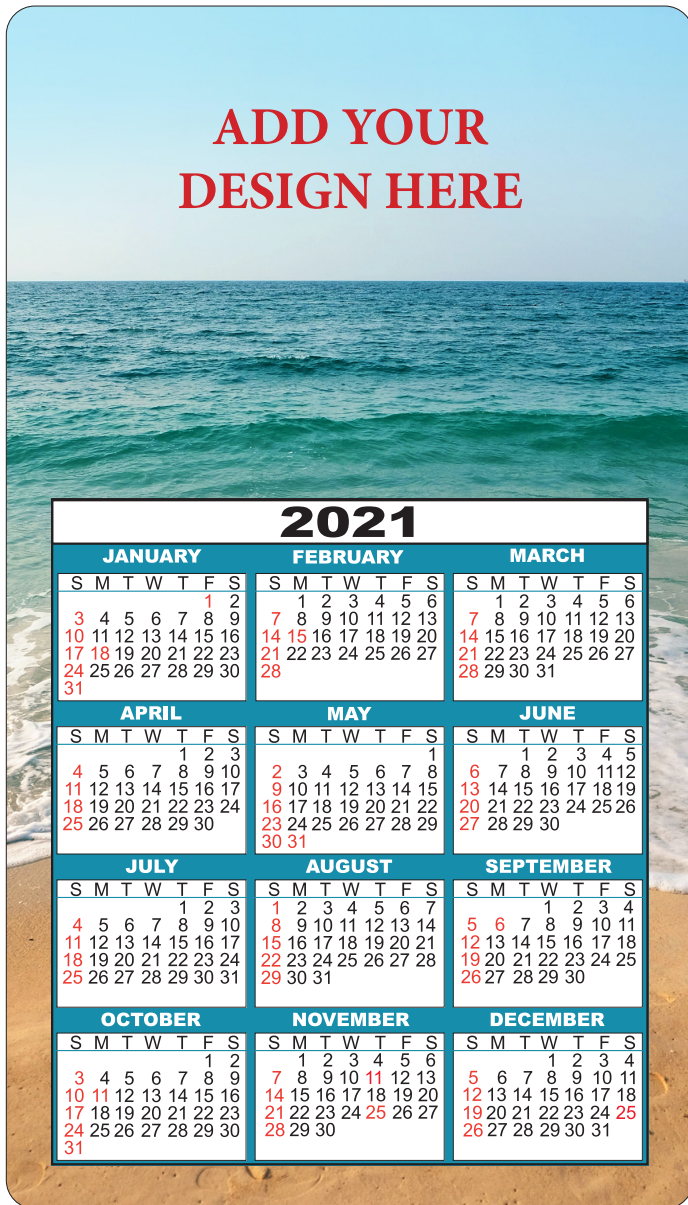 ADD YOUR
DESIGN HERE
2021
JANUARY
S M T W T F S
1 2
3 4 5 6 7 8 9
10 11 12 13 14 15 16
17 18 19 20 21 22 23
24 25 26 27 28 29 30
31
FEBRUARY
S M T W T F S
1 2 3 4 5 6
7 8 9 10 11 12 13
14 15 16 17 18 19 20
21 22 23 24 25 26 27
28
MARCH
S M T W T F S
1 2 3 4 5 6
7 8 9 10 11 12 13
14 15 16 17 18 19 20
21 22 23 24 25 26 27
28 29 30 31
APRIL
S M T W T F S
1 2 3
4 5 6 7 8 9 10
11 12 13 14 15 16 17
18 19 20 21 22 23 24
25 26 27 28 29 30
MAY
S M T W T F S
1
2 3 4 5 6 7 8
9 10 11 12 13 14 15
16 17 18 19 20 21 22
23 24 25 26 27 28 29
30 31
JUNE
S M T W T F S
1 2 3 4 5
6 7 8 9 10 11 12
13 14 15 16 17 18 19
20 21 22 23 24 25 26
27 28 29 30
JULY
S M T W T F S
1 2 3
4 5 6 7 8 9 10
11 12 13 14 15 16 17
18 19 20 21 22 23 24
25 26 27 28 29 30 31
AUGUST
S M T W T F S
1 2 3 4 5 6 7
8 9 10 11 12 13 14
15 16 17 18 19 20 21
22 23 24 25 26 27 28
29 30 31
SEPTEMBER
S M T W T F S
1 2 3 4
5 6 7 8 9 10 11
12 13 14 15 16 17 18
19 20 21 22 23 24 25
26 27 28 29 30
OCTOBER
S M T W T F S
1 2
3 4 5 6 7 8 9
10 11 12 13 14 15 16
17 18 19 20 21 22 23
24 25 26 27 28 29 30
31
NOVEMBER
S M T W T F S
1 2 3 4 5 6
7 8 9 10 11 12 13
14 15 16 17 18 19 20
21 22 23 24 25 26 27
28 29 30
DECEMBER
S M T W T F S
1 2 3 4
5 6 7 8 9 10 11
12 13 14 15 16 17 18
19 20 21 22 23 24 25
26 27 28 29 30 31